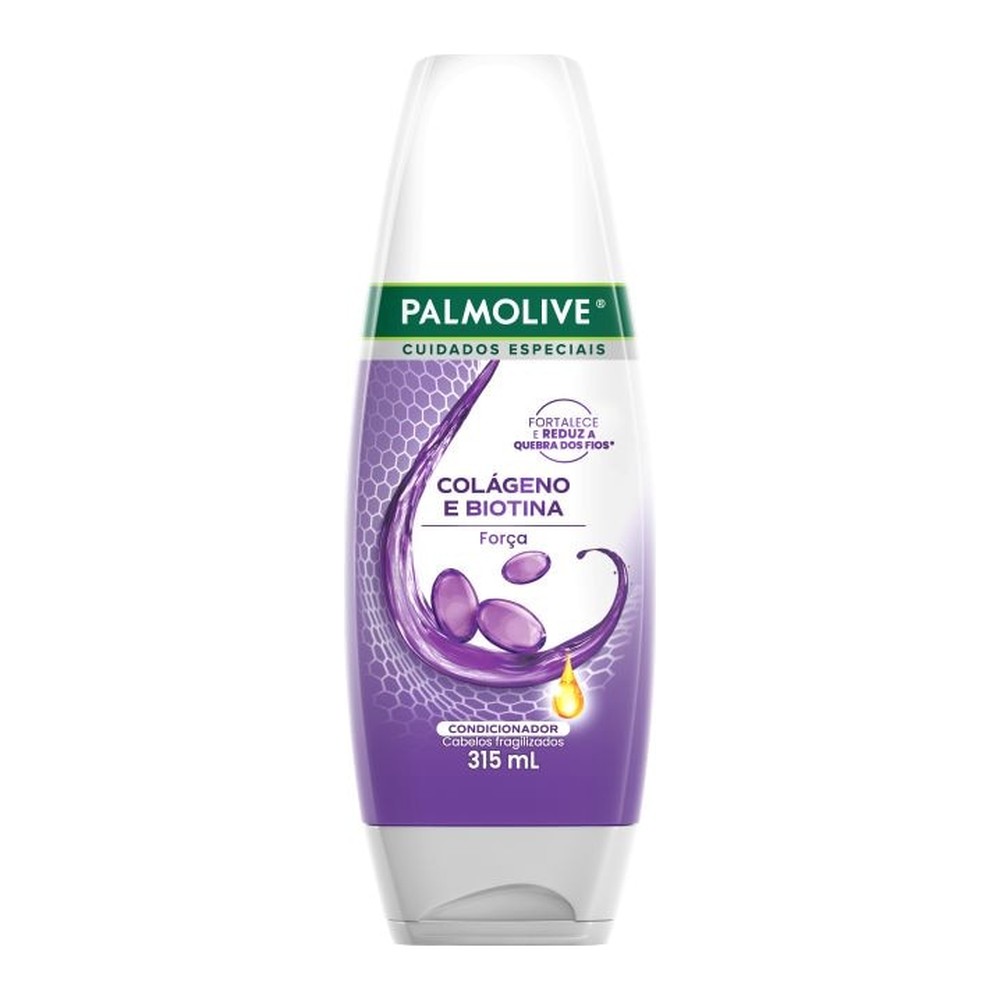 PALMOLIVE®
CUIDADOS ESPECIAIS
FORTALECE
E REDUZ A
QUEBRA DOS FIOS*
COLÁGENO
E BIOTINA
Força
CONDICIONADOR
Cabelos fragilizados
315 mL